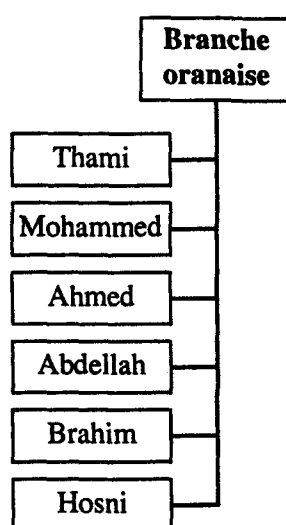 Branche
oranaise
Thami
Mohammed
Ahmed
Abdellah
Brahim
Hosni